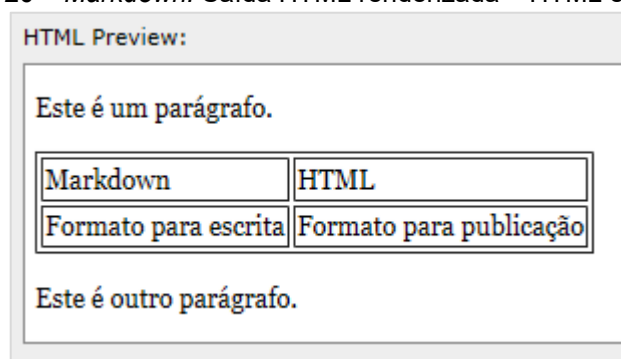 Markdown: Saída HTML renderizada
HTML Preview:
Este é um parágrafo.
Markdown HTML
Formato para escrita Formato para publicação
Este é outro parágrafo.